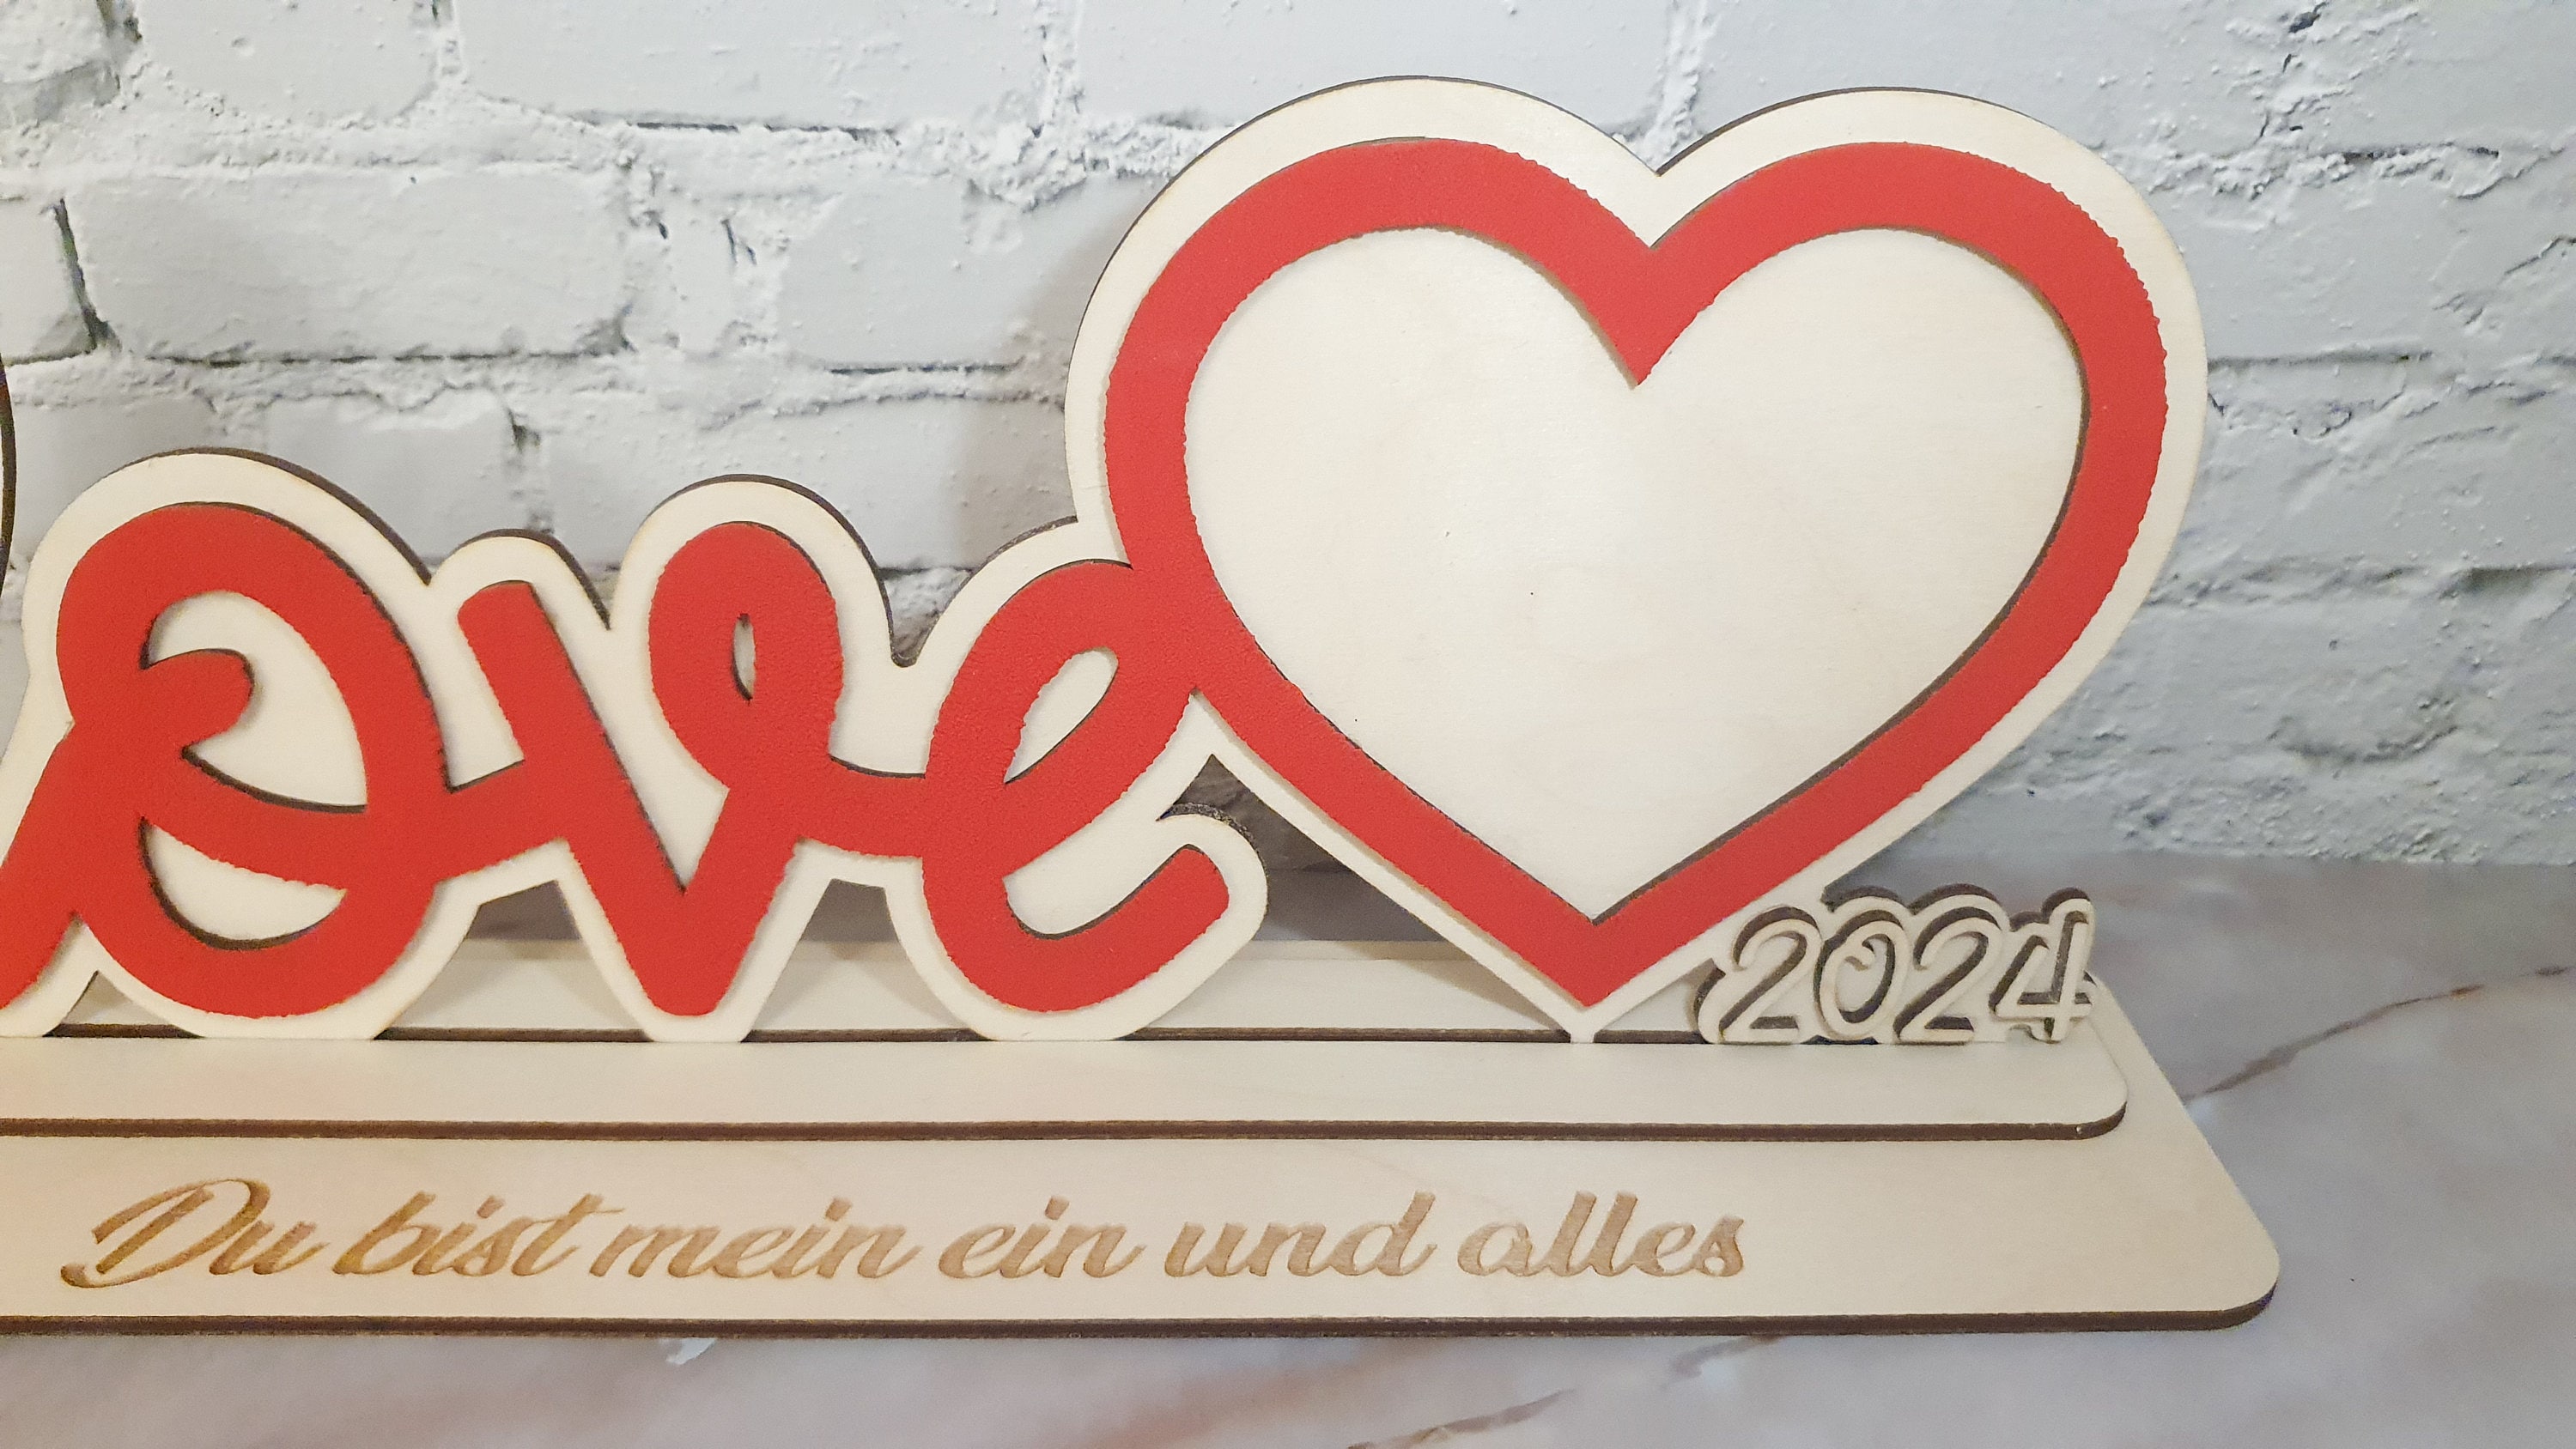 ove
2024
Du bist mein ein und alles